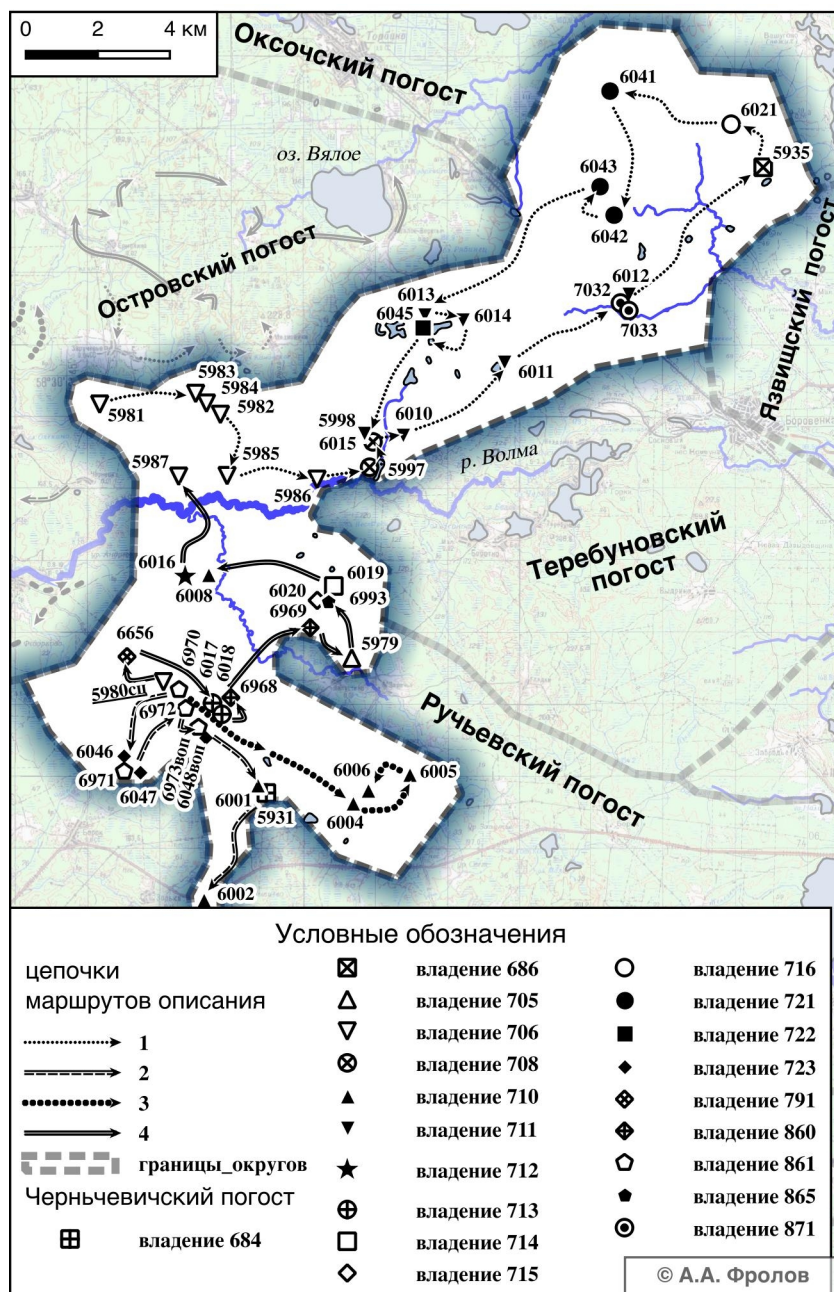 0 2 4 км
Оксочский погост
оз. Вялое
Островский погост
Язвищский погост
р. Волма
Теребуновский
погост
Ручьевский погост
6041
6021
5935
6043
6042
6012
7032
7033
6013
6045
6014
6011
5983
5984
5982
5981
5998
6010
6015
5997
5987
5985
5986
6016
6008
6019
6020
6993
6969
5979
6656
6970
6017
6018
6968
5980сц
6972
6046
6971
6047
6973воп
6048воп
6001
5931
6006
6005
6004
6002
Условные обозначения
цепочки
маршрутов описания
1
2
3
4
границы_округов
Черньчевичский погост
владение 684
владение 686
владение 705
владение 706
владение 708
владение 710
владение 711
владение 712
владение 713
владение 714
владение 715
владение 716
владение 721
владение 722
владение 723
владение 791
владение 860
владение 861
владение 865
владение 871
© А.А. Фролов